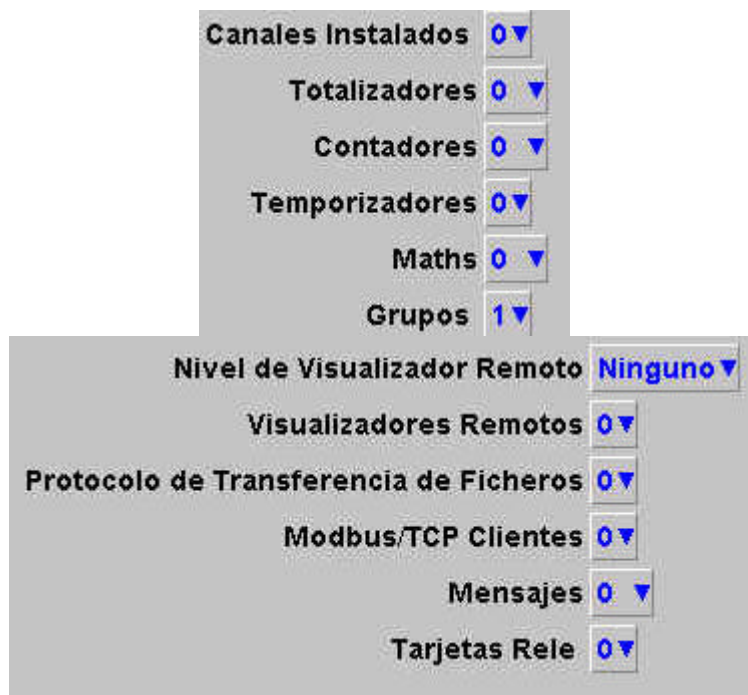 Canales Instalados 0
Totalizadores 0
Contadores 0
Temporizadores 0
Maths 0
Grupos 1
Nivel de Visualizador Remoto Ninguno
Visualizadores Remotos 0
Protocolo de Transferencia de Ficheros 0
Modbus/TCP Clientes 0
Mensajes 0
Tarjetas Rele 0